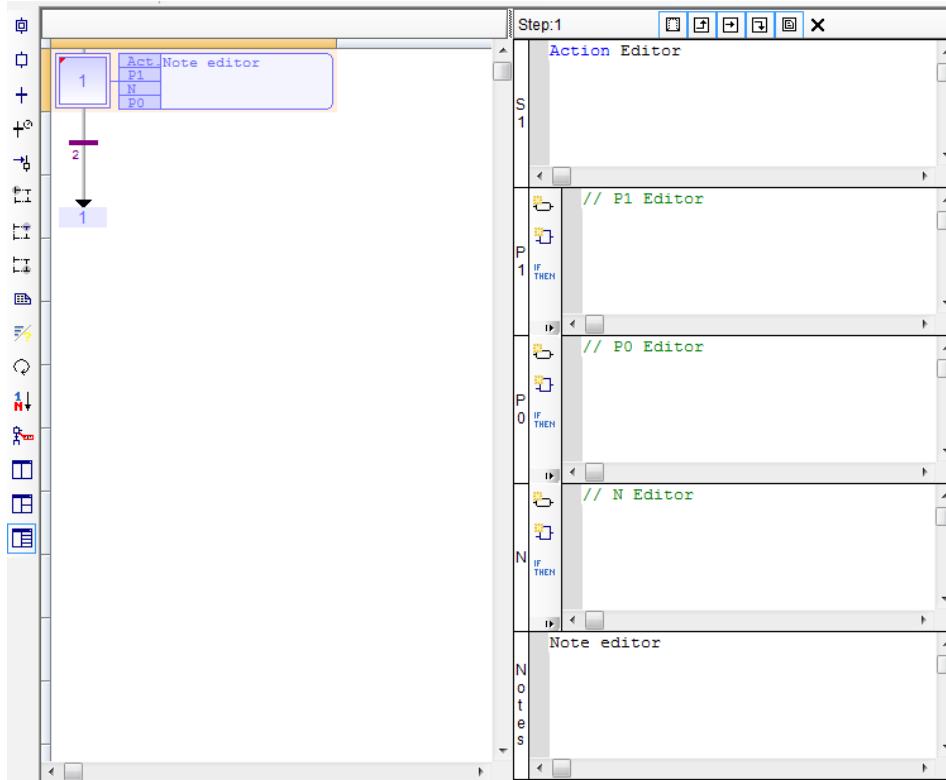 Step:1
1
Act.
Note editor
P1
N
P0
2
1
S
1
Action Editor
P
1
IF
THEN
// P1 Editor
P
0
IF
THEN
// P0 Editor
N
IF
THEN
// N Editor
N
o
t
e
s
Note editor
1
N